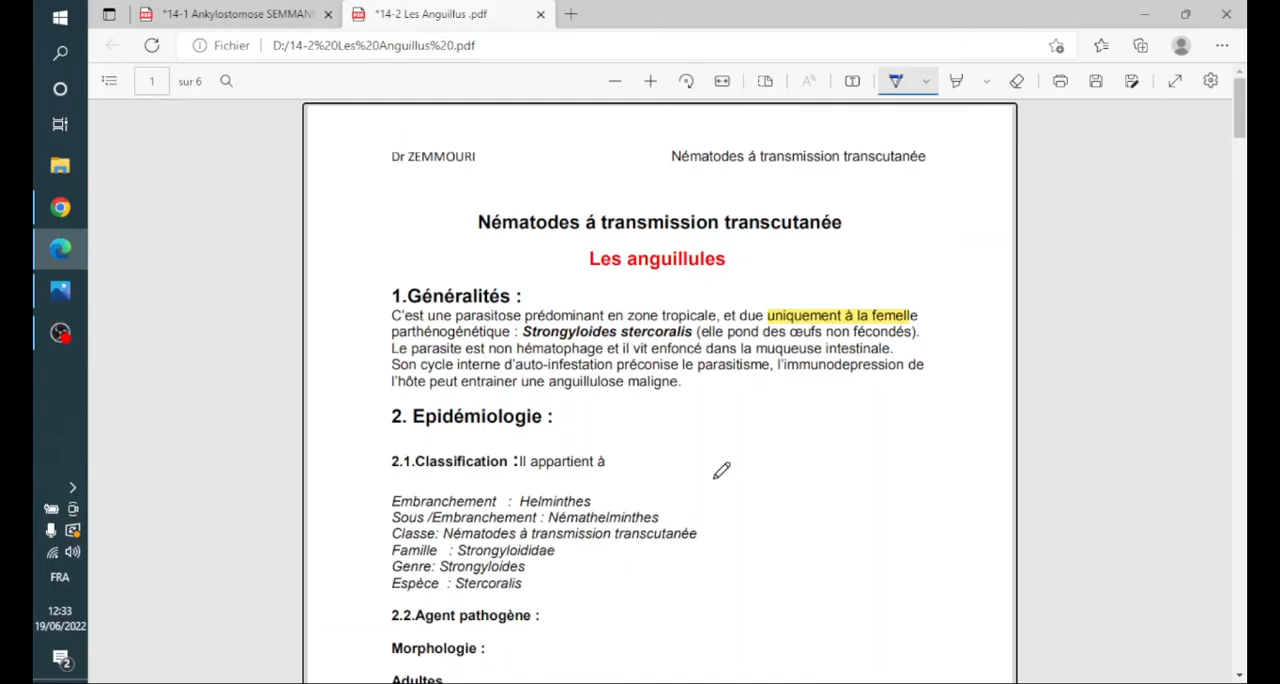 *14-1 Ankylostomose SEMMANI
*14-2 Les Anguillus .pdf
Fichier
D:/14-2%20Les%20Anguillus%20.pdf
1
sur 6
Dr ZEMMOURI
Nématodes á transmission transcutanée
Nématodes á transmission transcutanée
Les anguillules
1.Généralités :
C’est une parasitose prédominant en zone tropicale, et due uniquement à la femelle
parthénogénétique : Strongyloides stercoralis (elle pond des œufs non fécondés).
Le parasite est non hématophage et il vit enfoncé dans la muqueuse intestinale.
Son cycle interne d’auto-infestation préconise le parasitisme, l’immunodepression de
l’hôte peut entrainer une anguillulose maligne.
2. Epidémiologie :
2.1.Classification :Il appartient à
Embranchement : Helminthes
Sous /Embranchement : Némathelminthes
Classe: Nématodes à transmission transcutanée
Famille : Strongyloididae
Genre: Strongyloides
Espèce : Stercoralis
2.2.Agent pathogène :
Morphologie :
Adultes
FRA
12:33
19/06/2022
2